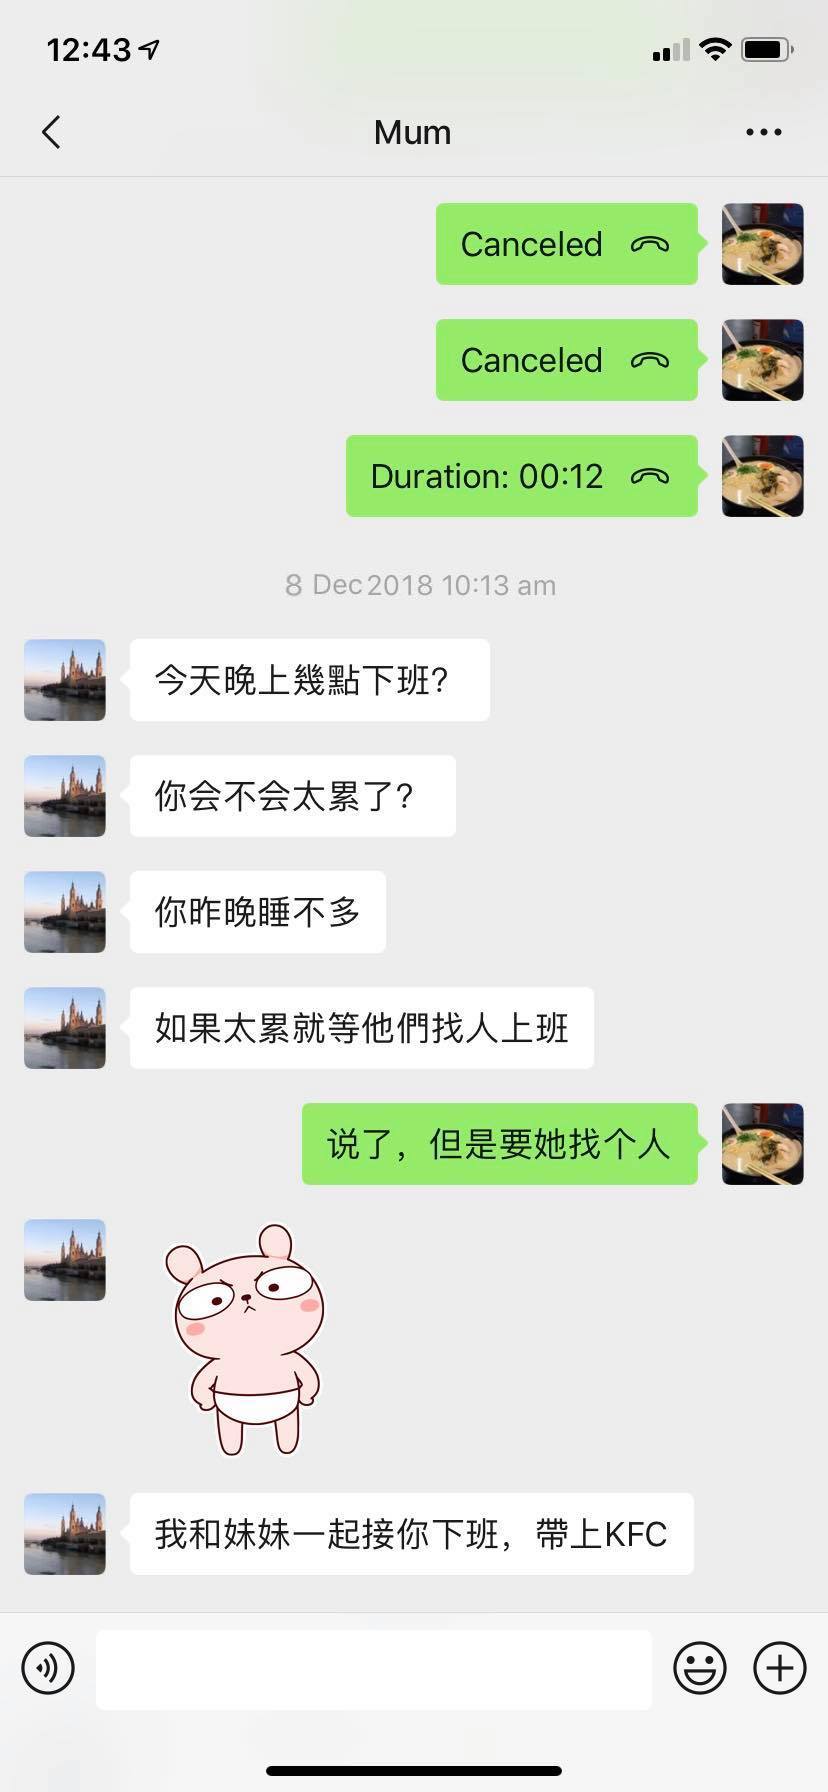 12:43
Mum
Canceled
Canceled
Duration: 00:12
8 Dec 2018 10:13 am
今天晚上幾點下班?
你会不会太累了?
你昨晚睡不多
如果太累就等他們找人上班
说了，但是要她找个人
我和妹妹一起接你下班，帶上KFC